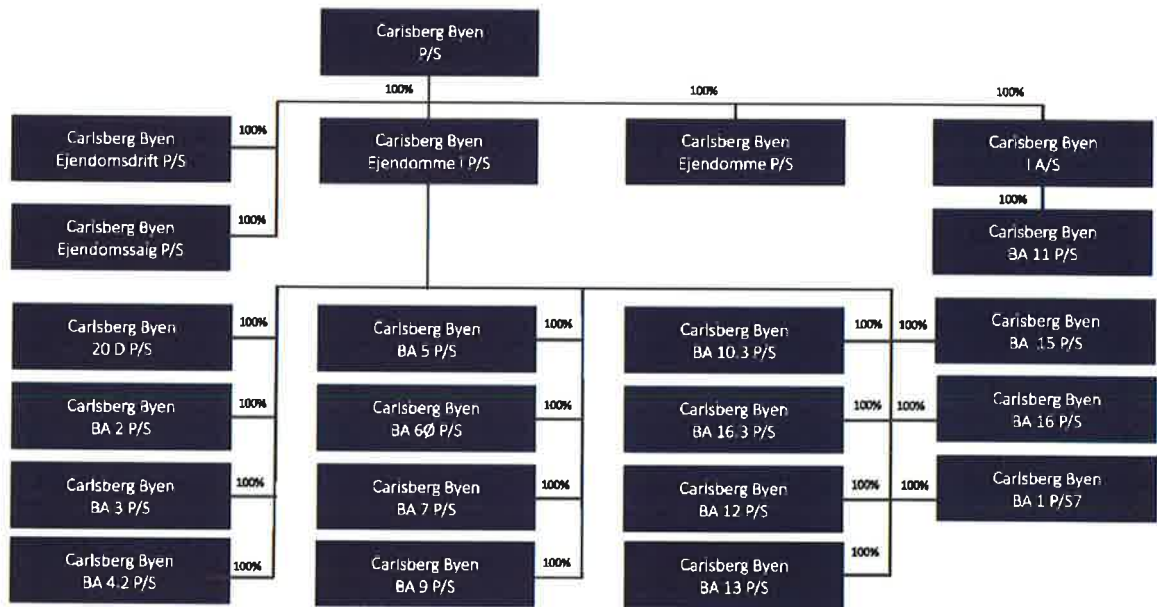 Carlsberg Byen
P/S
100%
100%
100%
100%
Carlsberg Byen
Ejendomsdrift P/S
Carlsberg Byen
Ejendomme I P/S
Carlsberg Byen
Ejendomme P/S
Carlsberg Byen
I A/S
100%
100%
Carlsberg Byen
Ejendomssalg P/S
Carlsberg Byen
BA 11 P/S
100%
100%
100%
100%
Carlsberg Byen
20 D P/S
Carlsberg Byen
BA 5 P/S
Carlsberg Byen
BA 10.3 P/S
Carlsberg Byen
BA 15 P/S
100%
100%
100%
100%
Carlsberg Byen
BA 2 P/S
Carlsberg Byen
BA 6Ø P/S
Carlsberg Byen
BA 16.3 P/S
Carlsberg Byen
BA 16 P/S
100%
100%
100%
100%
Carlsberg Byen
BA 3 P/S
Carlsberg Byen
BA 7 P/S
Carlsberg Byen
BA 12 P/S
Carlsberg Byen
BA 1 P/S7
100%
100%
100%
Carlsberg Byen
BA 4.2 P/S
Carlsberg Byen
BA 9 P/S
Carlsberg Byen
BA 13 P/S